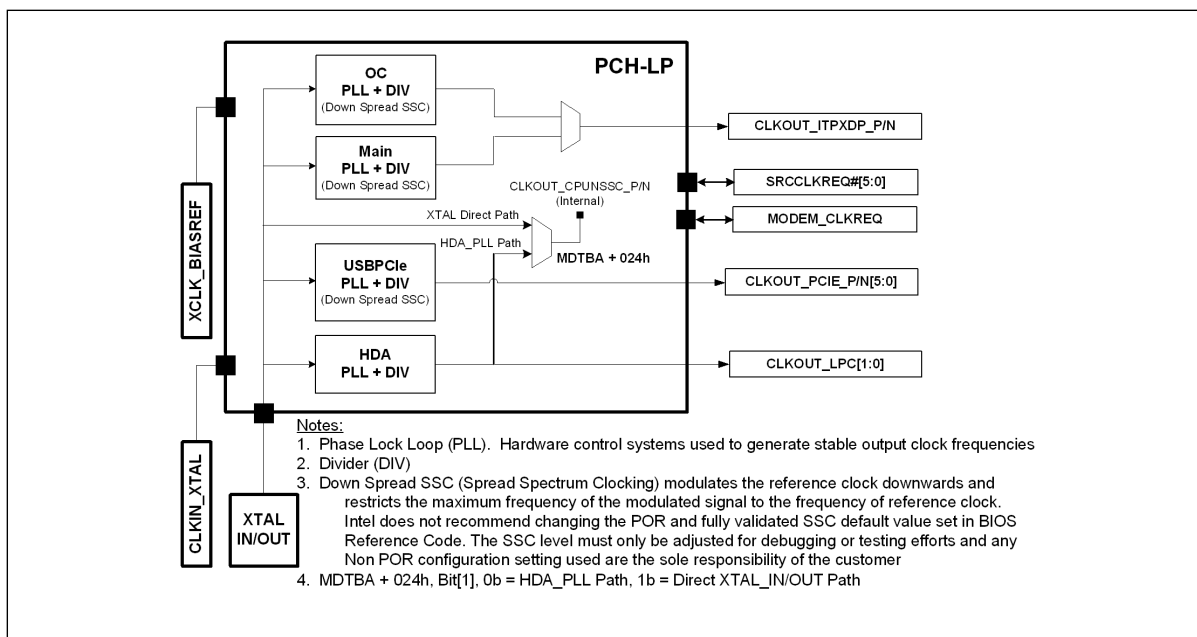 PCH-LP
OC
PLL + DIV
(Down Spread SSC)
Main
PLL + DIV
(Down Spread SSC)
CLKOUT_ITPXDP_P/N
SRCCLKREQ#[5:0]
MODEM_CLKREQ
CLKOUT_CPUNSSC_P/N
(Internal)
XTAL Direct Path
HDA_PLL Path
MDTBA + 024h
USBPCIe
PLL + DIV
(Down Spread SSC)
CLKOUT_PCIE_P/N[5:0]
HDA
PLL + DIV
CLKOUT_LPC[1:0]
XCLK_BIASREF
CLKIN_XTAL
XTAL
IN/OUT
Notes:
1. Phase Lock Loop (PLL). Hardware control systems used to generate stable output clock frequencies
2. Divider (DIV)
3. Down Spread SSC (Spread Spectrum Clocking) modulates the reference clock downwards and
restricts the maximum frequency of the modulated signal to the frequency of reference clock.
Intel does not recommend changing the POR and fully validated SSC default value set in BIOS
Reference Code. The SSC level must only be adjusted for debugging or testing efforts and any
Non POR configuration setting used are the sole responsibility of the customer
4. MDTBA + 024h, Bit[1], 0b = HDA_PLL Path, 1b = Direct XTAL_IN/OUT Path